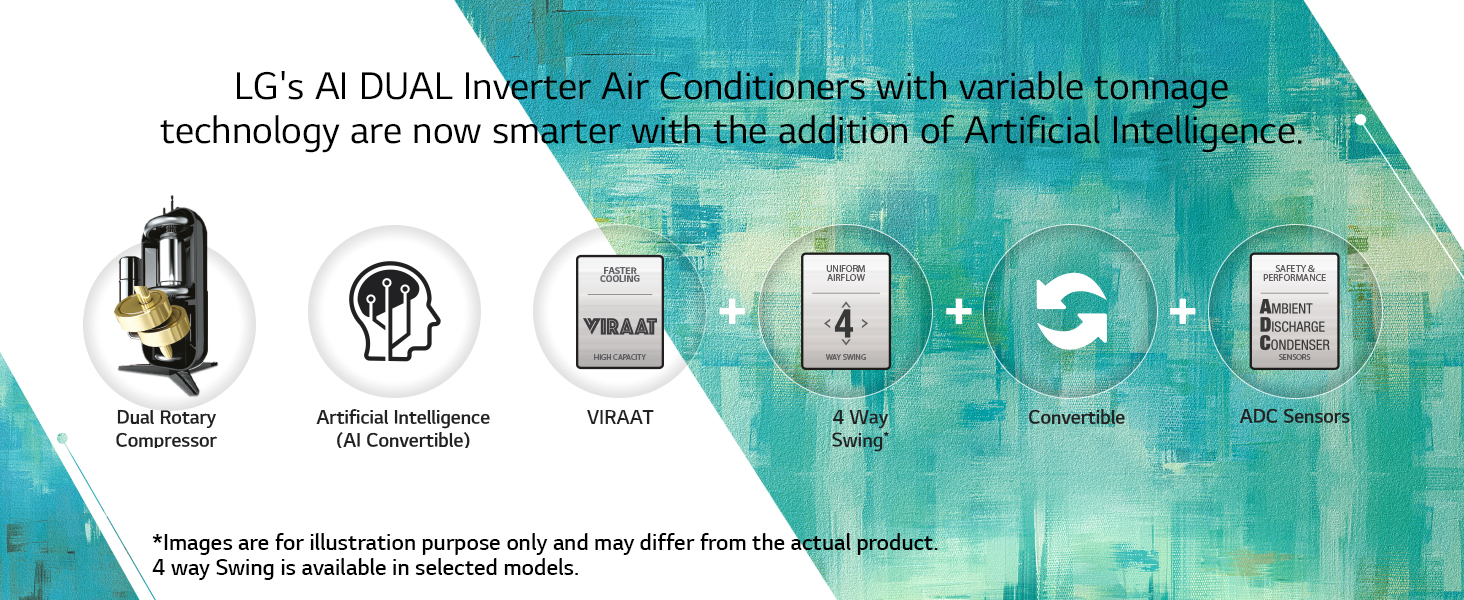 LG's AI DUAL Inverter Air Conditioners with variable tonnage
technology are now smarter with the addition of Artificial Intelligence.
FASTER
COOLING
VIRAAT
HIGH CAPACITY
UNIFORM
AIRFLOW
4
WAY SWING
SAFETY &
PERFORMANCE
AMBIENT
DISCHARGE
CONDENSER
SENSORS
Dual Rotary
Compressor
Artificial Intelligence
(AI Convertible)
VIRAAT
4 Way
Swing*
Convertible
ADC Sensors
*Images are for illustration purpose only and may differ from the actual product.
4 way Swing is available in selected models.